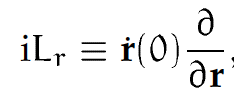 iL_r ≡ ṙ(0) ∂/∂r,